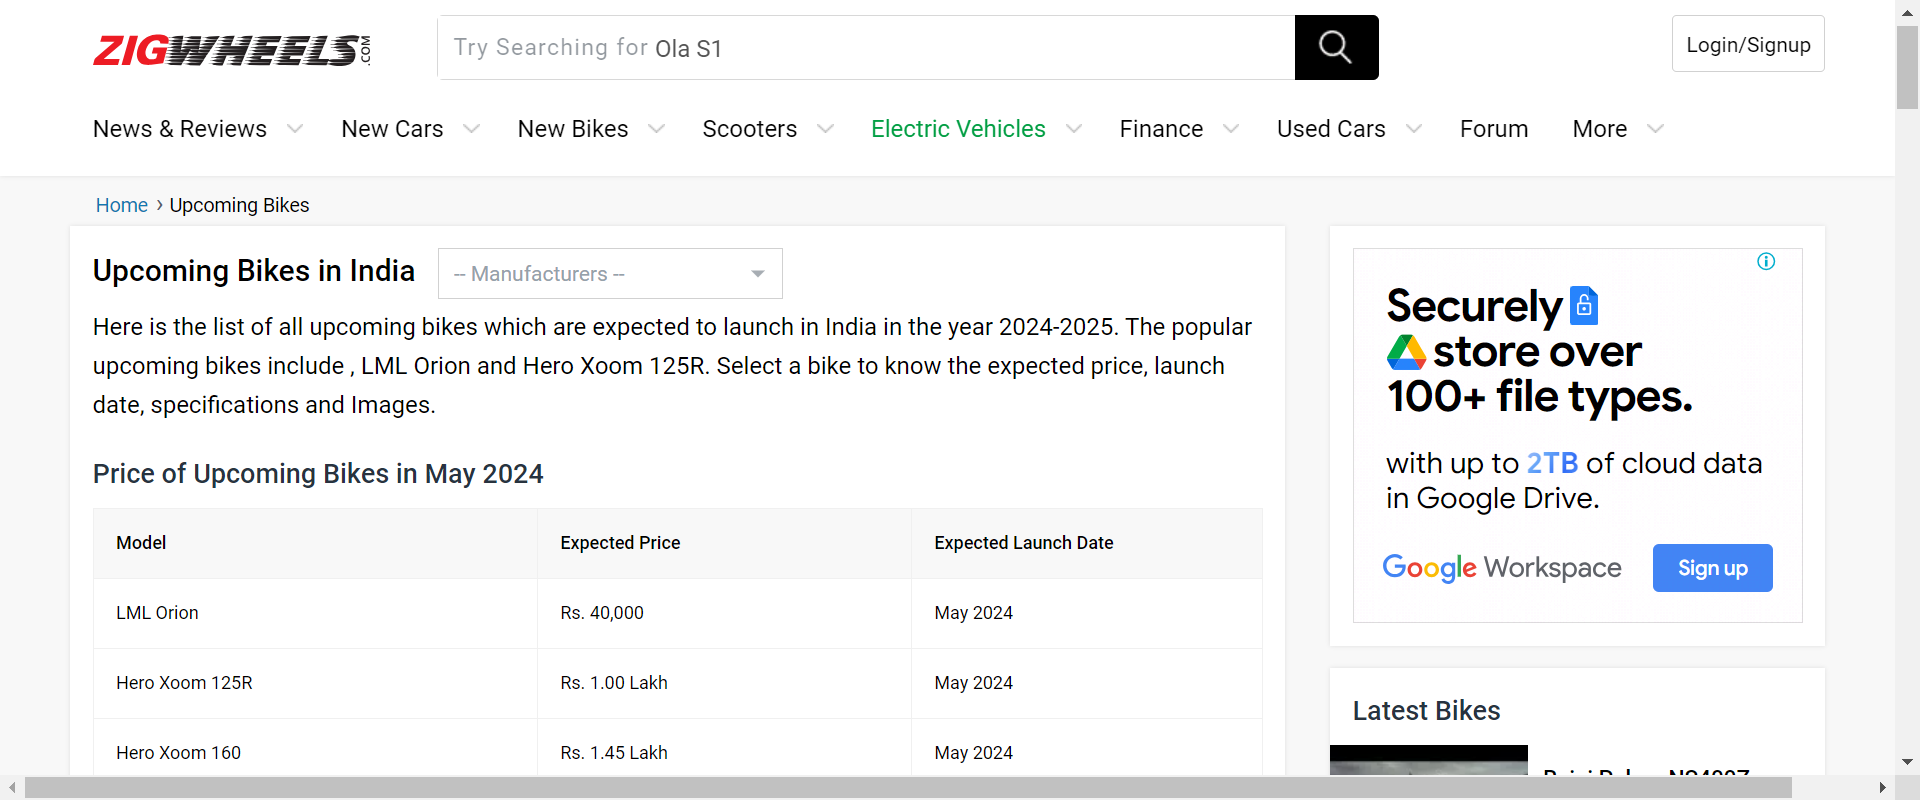 ZIGWHEELS.COM
Try Searching for Ola S1
Login/Signup
News & Reviews
New Cars
New Bikes
Scooters
Electric Vehicles
Finance
Used Cars
Forum
More
Home › Upcoming Bikes
Upcoming Bikes in India
-- Manufacturers --
Here is the list of all upcoming bikes which are expected to launch in India in the year 2024-2025. The popular
upcoming bikes include , LML Orion and Hero Xoom 125R. Select a bike to know the expected price, launch
date, specifications and Images.
Price of Upcoming Bikes in May 2024
Model Expected Price Expected Launch Date
LML Orion Rs. 40,000 May 2024
Hero Xoom 125R Rs. 1.00 Lakh May 2024
Hero Xoom 160 Rs. 1.45 Lakh May 2024
Securely
store over
100+ file types.
with up to 2TB of cloud data
in Google Drive.
Google Workspace
Sign up
Latest Bikes